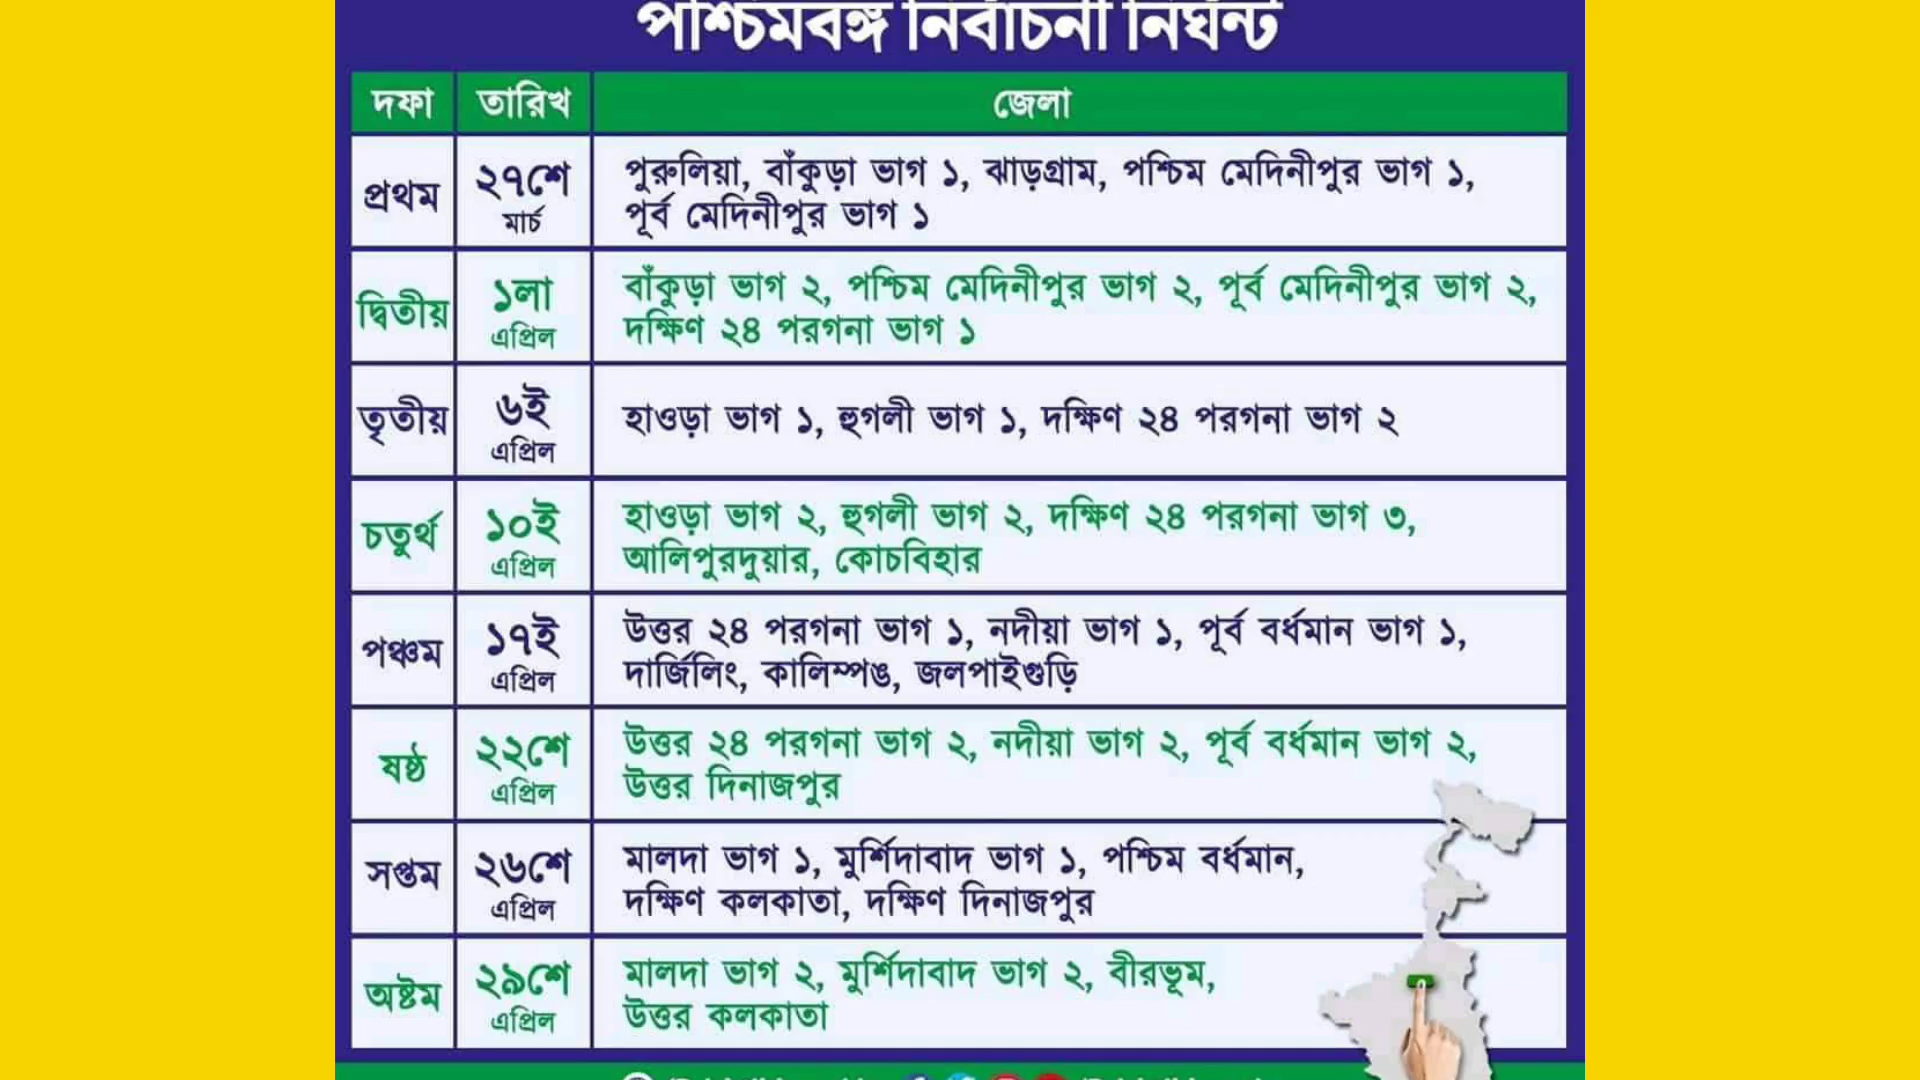 পশ্চিমবঙ্গ নির্বাচনী নির্ঘন্ট
দফা তারিখ জেলা
প্রথম ২৭শে মার্চ পুরুলিয়া, বাঁকুড়া ভাগ ১, ঝাড়গ্রাম, পশ্চিম মেদিনীপুর ভাগ ১,
পূর্ব মেদিনীপুর ভাগ ১
দ্বিতীয় ১লা এপ্রিল বাঁকুড়া ভাগ ২, পশ্চিম মেদিনীপুর ভাগ ২, পূর্ব মেদিনীপুর ভাগ ২,
দক্ষিণ ২৪ পরগনা ভাগ ১
তৃতীয় ৬ই এপ্রিল হাওড়া ভাগ ১, হুগলী ভাগ ১, দক্ষিণ ২৪ পরগনা ভাগ ২
চতুর্থ ১০ই এপ্রিল হাওড়া ভাগ ২, হুগলী ভাগ ২, দক্ষিণ ২৪ পরগনা ভাগ ৩,
আলিপুরদুয়ার, কোচবিহার
পঞ্চম ১৭ই এপ্রিল উত্তর ২৪ পরগনা ভাগ ১, নদীয়া ভাগ ১, পূর্ব বর্ধমান ভাগ ১,
দার্জিলিং, কালিম্পঙ, জলপাইগুড়ি
ষষ্ঠ ২২শে এপ্রিল উত্তর ২৪ পরগনা ভাগ ২, নদীয়া ভাগ ২, পূর্ব বর্ধমান ভাগ ২,
উত্তর দিনাজপুর
সপ্তম ২৬শে এপ্রিল মালদা ভাগ ১, মুর্শিদাবাদ ভাগ ১, পশ্চিম বর্ধমান,
দক্ষিণ কলকাতা, দক্ষিণ দিনাজপুর
অষ্টম ২৯শে এপ্রিল মালদা ভাগ ২, মুর্শিদাবাদ ভাগ ২, বীরভূম,
উত্তর কলকাতা